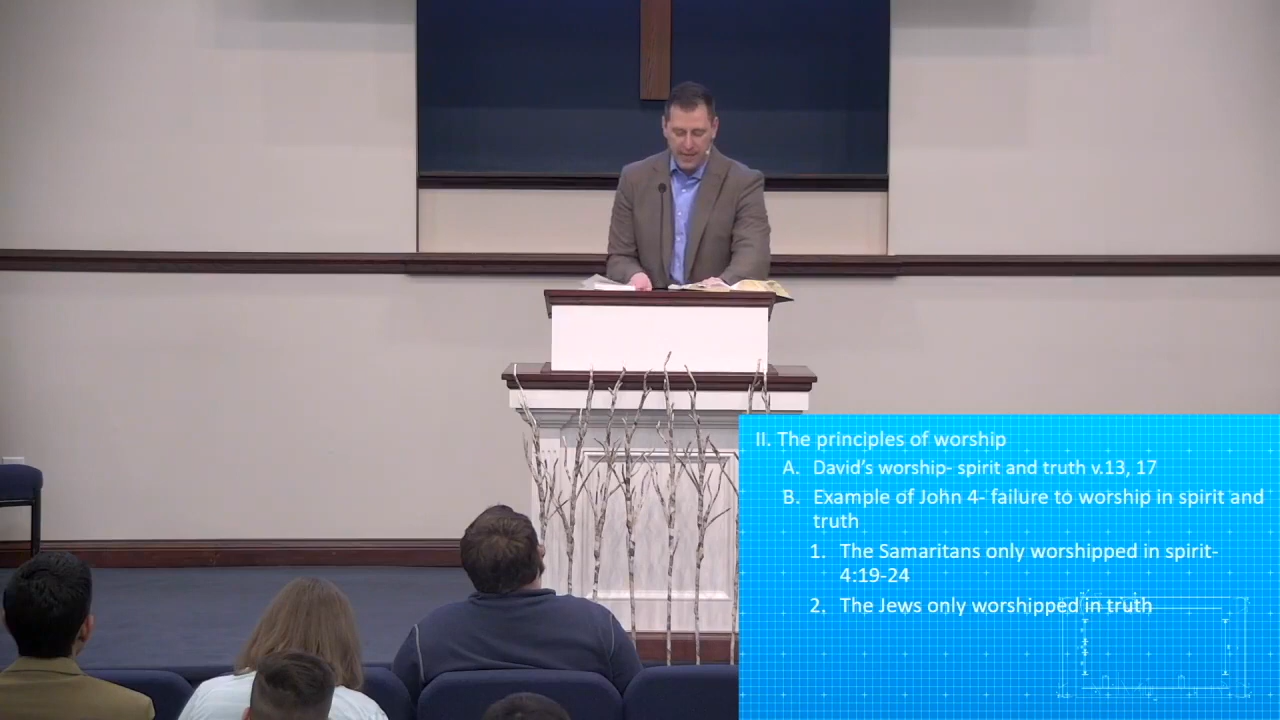 II. The principles of worship
A. David's worship- spirit and truth v.13, 17
B. Example of John 4- failure to worship in spirit and
truth
1. The Samaritans only worshipped in spirit-
4:19-24
2. The Jews only worshipped in truth